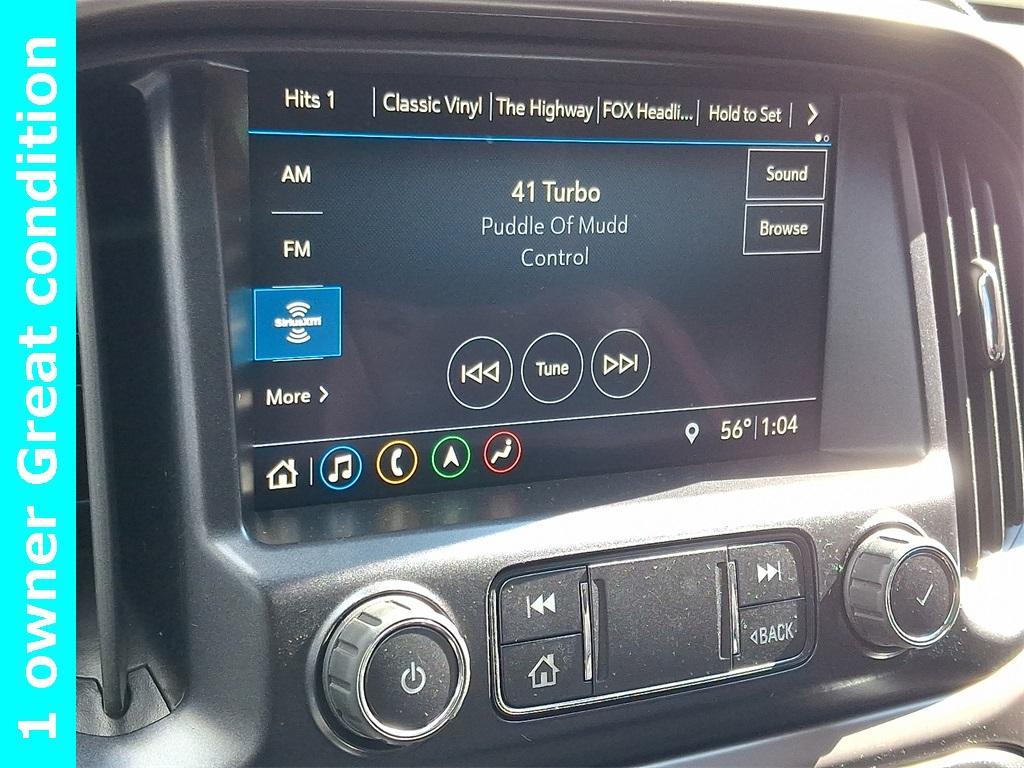 1 owner Great condition
Hits 1 Classic Vinyl The Highway FOX Headli... Hold to Set
AM
41 Turbo
Sound
Puddle Of Mudd
Browse
FM
Control
SiriusXM
Tune
More
56° 1:04
BACK